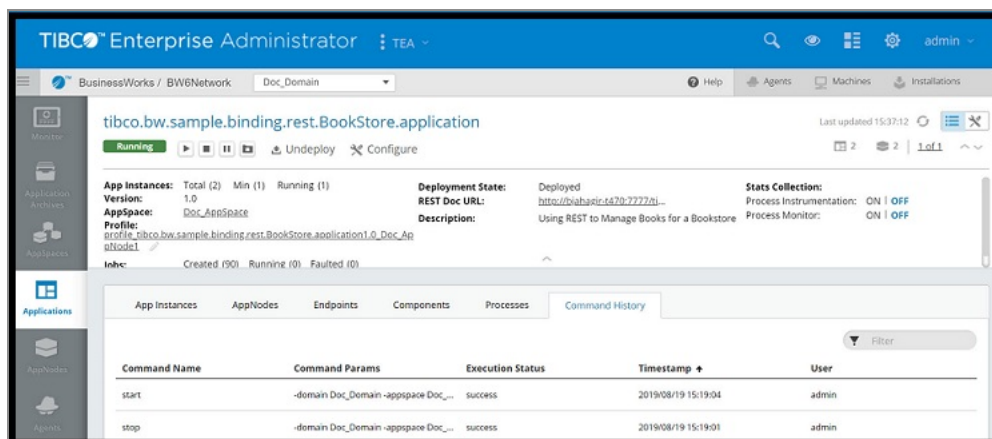 TIBCO™ Enterprise Administrator TEA admin
BusinessWorks / BW6Network Doc_Domain Help Agents Machines Installations
Monitor
Application Archives
AppSpaces
Applications
AppNodes
Agents
tibco.bw.sample.binding.rest.BookStore.application Last updated 15:37:12
Running Undeploy Configure 2 2 1 of 1
App Instances: Total (2) Min (1) Running (1) Deployment State: Deployed Stats Collection:
Version: 1.0 REST Doc URL: http://bjahagir-t470:7777/tj... Process Instrumentation: ON | OFF
AppSpace: Doc_AppSpace Description: Using REST to Manage Books for a Bookstore Process Monitor: ON | OFF
Profile:
profile_tibco.bw.sample.binding.rest.BookStore.application1.0_Doc_Ap
pNode1
Jobs: Created (90) Running (0) Faulted (0)
App Instances AppNodes Endpoints Components Processes Command History
Filter
Command Name Command Params Execution Status Timestamp User
start -domain Doc_Domain -appspace Doc_... success 2019/08/19 15:19:04 admin
stop -domain Doc_Domain -appspace Doc_... success 2019/08/19 15:19:01 admin